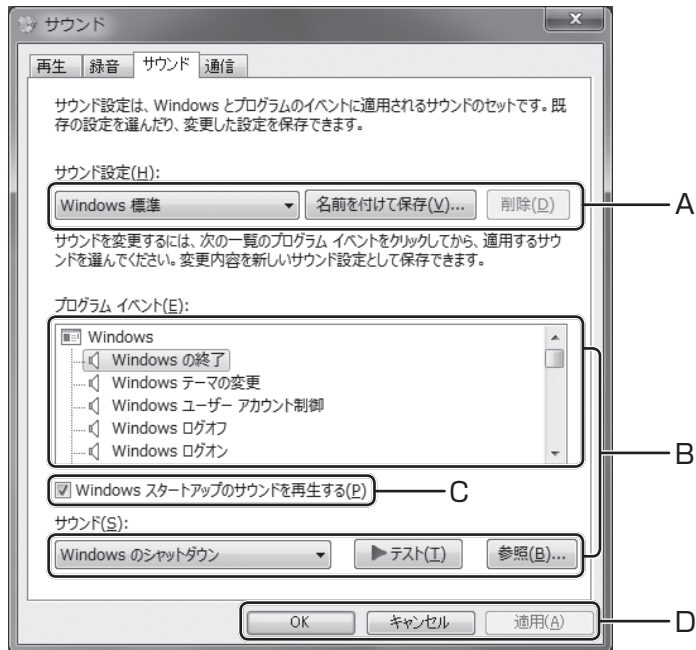 サウンド
再生 録音 サウンド 通信
サウンド設定は、Windows とプログラムのイベントに適用されるサウンドのセットです。既
存の設定を選んだり、変更した設定を保存できます。
サウンド設定(H):
Windows 標準 名前を付けて保存(V)... 削除(D) A
サウンドを変更するには、次の一覧のプログラム イベントをクリックしてから、適用するサウ
ンドを選んでください。変更内容を新しいサウンド設定として保存できます。
プログラム イベント(E):
Windows
Windows の終了
Windows テーマの変更
Windows ユーザー アカウント制御
Windows ログオフ
Windows ログオン
B
Windows スタートアップのサウンドを再生する(P) C
サウンド(S):
Windows のシャットダウン テスト(T) 参照(B)...
OK キャンセル 適用(A) D